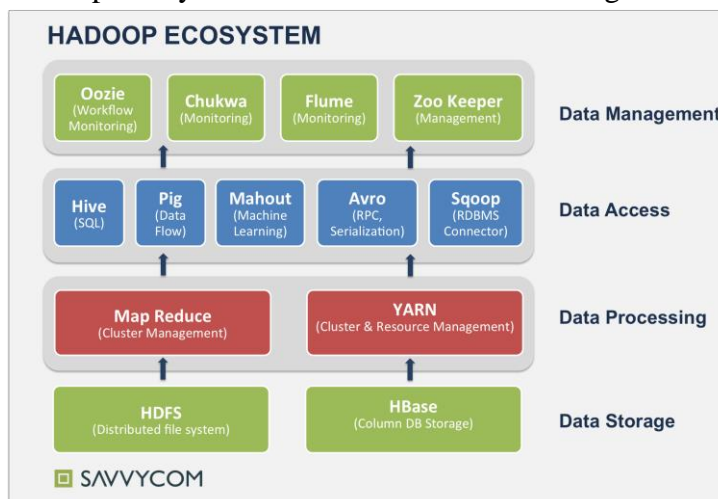 HADOOP ECOSYSTEM
Oozie
(Workflow
Monitoring)
Chukwa
(Monitoring)
Flume
(Monitoring)
Zoo Keeper
(Management)
Data Management
Hive
(SQL)
Pig
(Data
Flow)
Mahout
(Machine
Learning)
Avro
(RPC,
Serialization)
Sqoop
(RDBMS
Connector)
Data Access
Map Reduce
(Cluster Management)
YARN
(Cluster & Resource Management)
Data Processing
HDFS
(Distributed file system)
HBase
(Column DB Storage)
Data Storage
SAVVYCOM